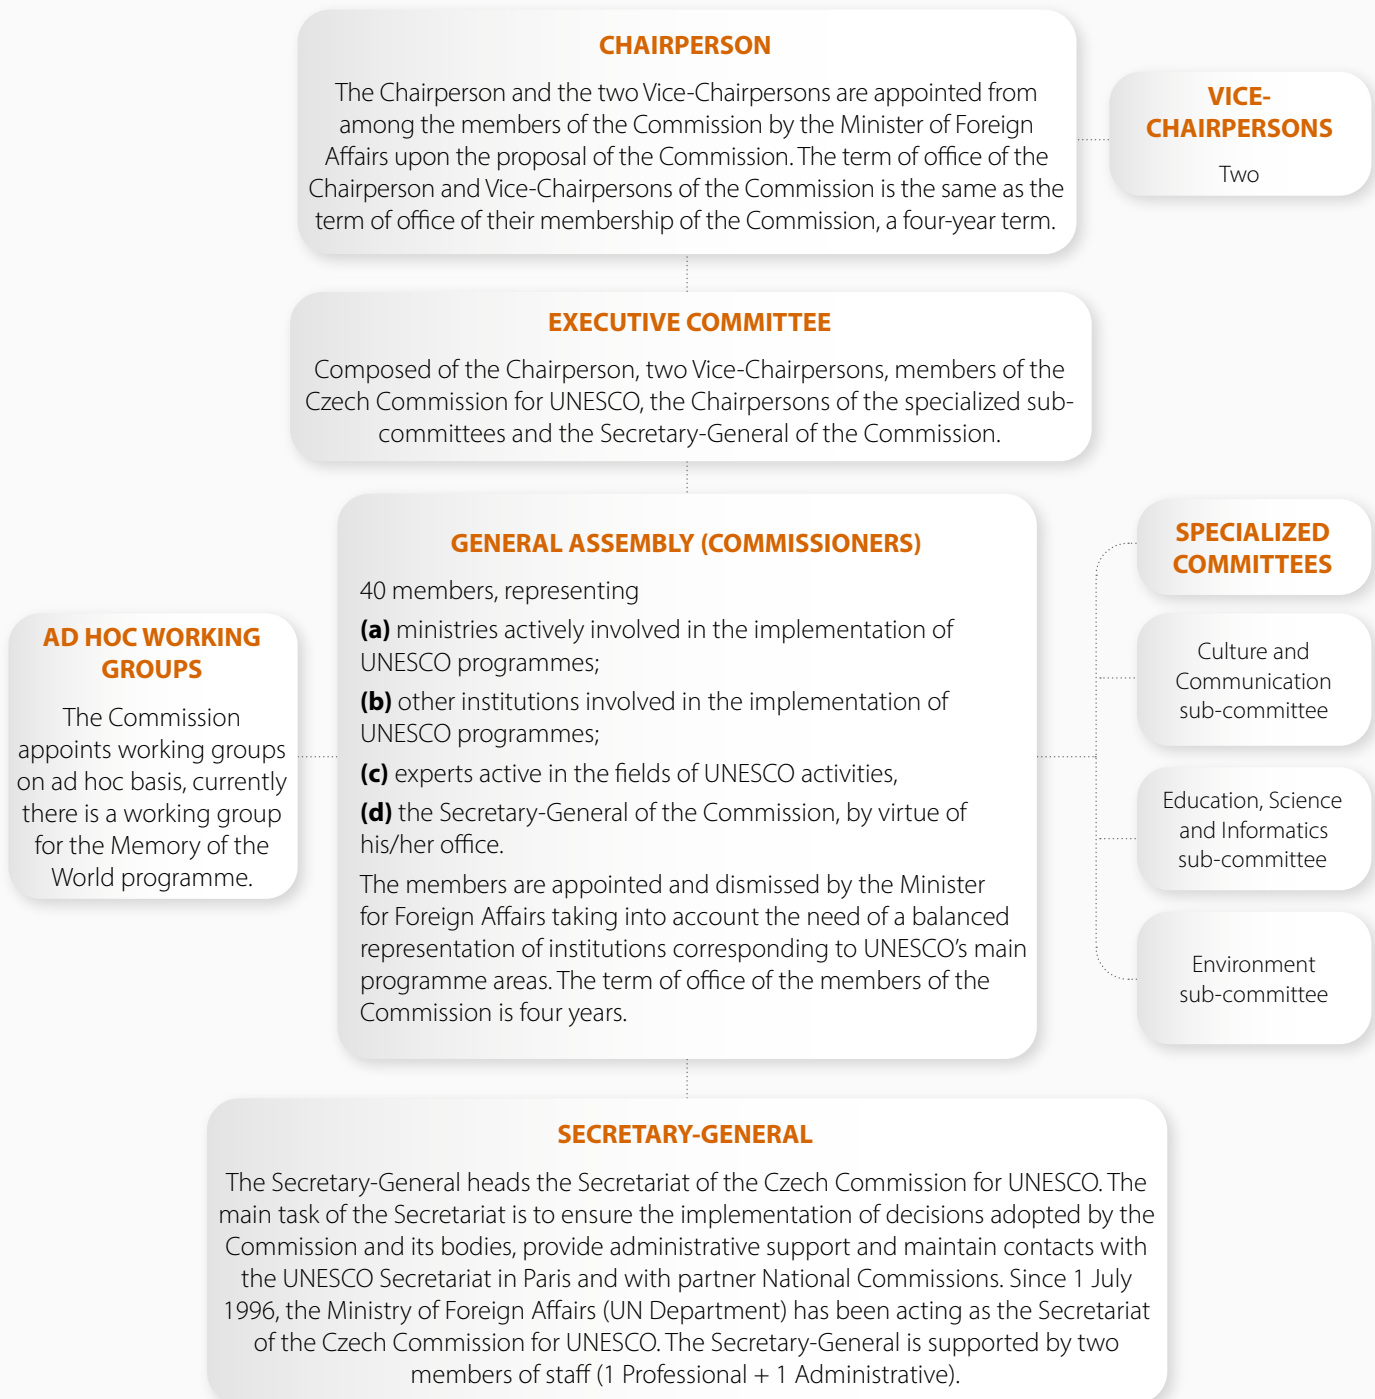 CHAIRPERSON
The Chairperson and the two Vice-Chairpersons are appointed from
among the members of the Commission by the Minister of Foreign
Affairs upon the proposal of the Commission. The term of office of the
Chairperson and Vice-Chairpersons of the Commission is the same as the
term of office of their membership of the Commission, a four-year term.
VICE-
CHAIRPERSONS
Two
EXECUTIVE COMMITTEE
Composed of the Chairperson, two Vice-Chairpersons, members of the
Czech Commission for UNESCO, the Chairpersons of the specialized sub-
committees and the Secretary-General of the Commission.
AD HOC WORKING
GROUPS
The Commission
appoints working groups
on ad hoc basis, currently
there is a working group
for the Memory of the
World programme.
GENERAL ASSEMBLY (COMMISSIONERS)
40 members, representing
(a) ministries actively involved in the implementation of
UNESCO programmes;
(b) other institutions involved in the implementation of
UNESCO programmes;
(c) experts active in the fields of UNESCO activities,
(d) the Secretary-General of the Commission, by virtue of
his/her office.
The members are appointed and dismissed by the Minister
for Foreign Affairs taking into account the need of a balanced
representation of institutions corresponding to UNESCO's main
programme areas. The term of office of the members of the
Commission is four years.
SPECIALIZED
COMMITTEES
Culture and
Communication
sub-committee
Education, Science
and Informatics
sub-committee
Environment
sub-committee
SECRETARY-GENERAL
The Secretary-General heads the Secretariat of the Czech Commission for UNESCO. The
main task of the Secretariat is to ensure the implementation of decisions adopted by the
Commission and its bodies, provide administrative support and maintain contacts with
the UNESCO Secretariat in Paris and with partner National Commissions. Since 1 July
1996, the Ministry of Foreign Affairs (UN Department) has been acting as the Secretariat
of the Czech Commission for UNESCO. The Secretary-General is supported by two
members of staff (1 Professional + 1 Administrative).